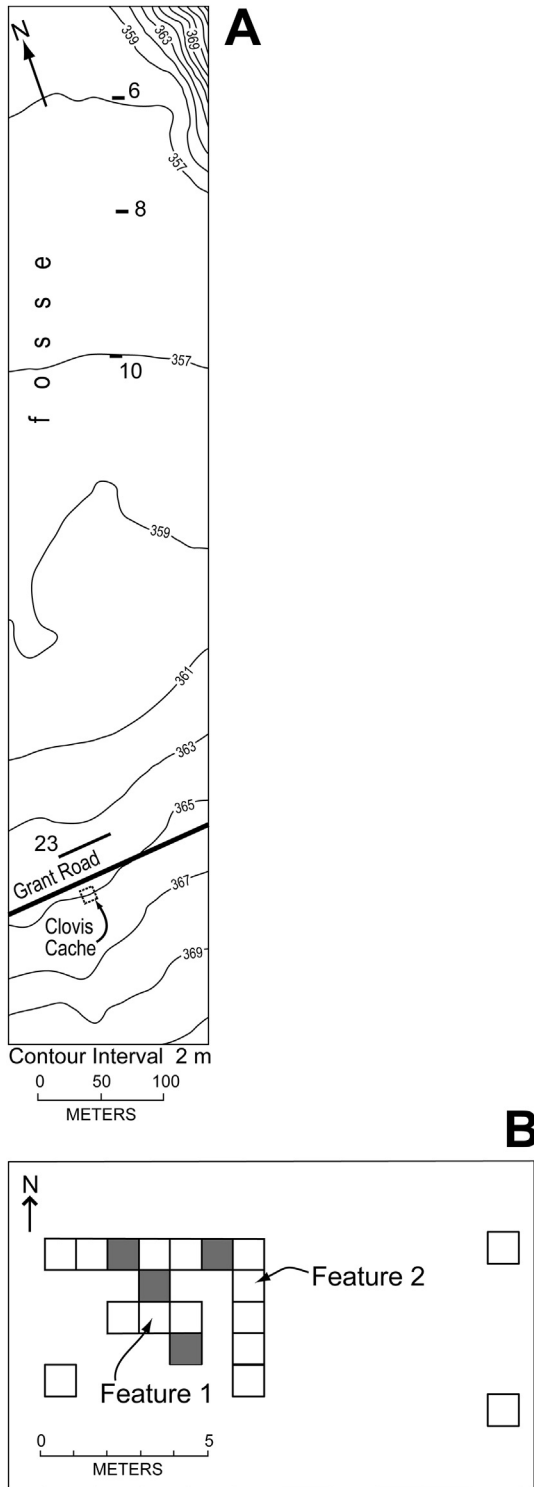 A
N
359
363
369
6
357
8
fosse
357
10
359
361
363
365
23
Grant Road
367
Clovis
Cache
369
Contour Interval 2 m
0 50 100
METERS
B
N
Feature 2
Feature 1
0 5
METERS